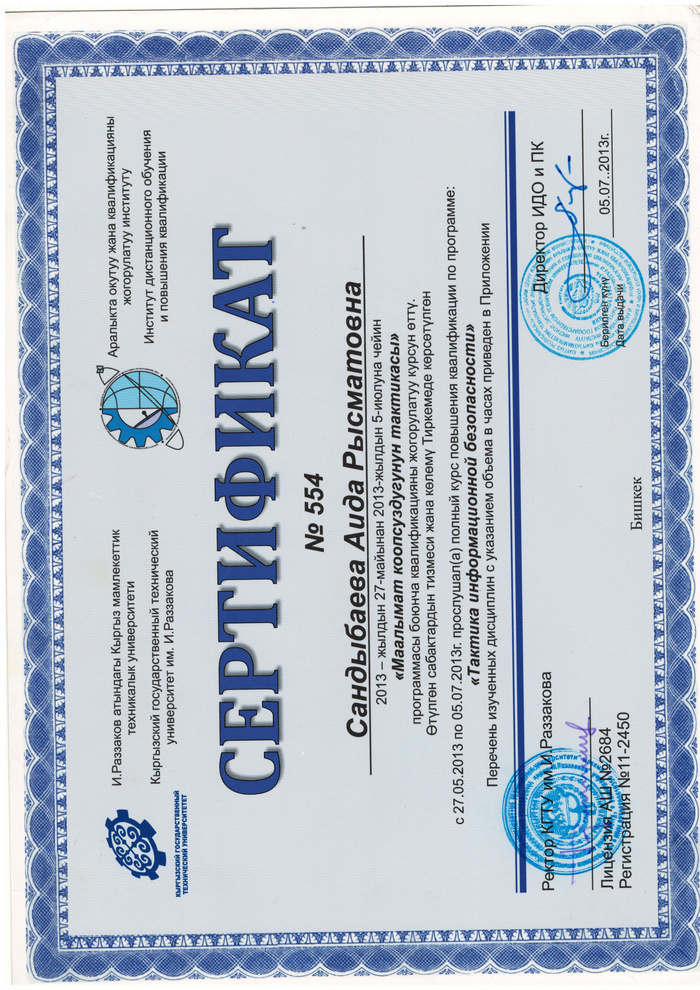 И.Раззаков атындагы Кыргыз мамлекеттик
техникалык университети
Кыргызский государственный технический
университет им. И.Раззакова
КЫРГЫЗСКИЙ ГОСУДАРСТВЕННЫЙ
ТЕХНИЧЕСКИЙ УНИВЕРСИТЕТ
Аралыкта окутуу жана квалификацияны
жогорулатуу институту
Институт дистанционного обучения
и повышения квалификации
СЕРТИФИКАТ
№ 554
Сандыбаева Аида Рысматовна
2013 – жылдын 27-майынан 2013-жылдын 5-июлуна чейин
«Маалымат коопсуздугунун тактикасы»
программасы боюнча квалификацияны жогорулатуу курсун өттү.
Өтүлгөн сабактардын тизмеси жана көлөмү Тиркемеде көрсөтүлгөн
с 27.05.2013 по 05.07.2013г. прослушал(а) полный курс повышения квалификации по программе:
«Тактика информационной безопасности»
Перечень изученных дисциплин с указанием объема в часах приведен в Приложении
Ректор КГТУ им.И.Раззакова
Лицензия АШ №2684
Регистрация №11-2450
Бишкек
Директор ИДО и ПК
Берилген күнү
Дата выдачи
05.07..2013г.